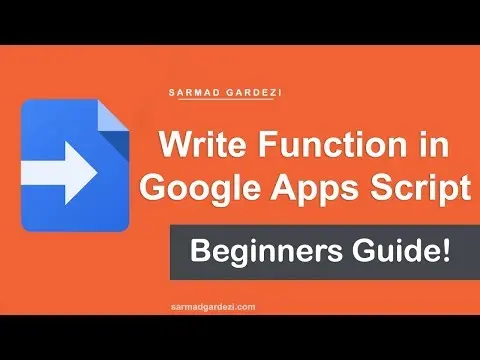 SARMAD GARDEZI
Write Function in
Google Apps Script
Beginners Guide!
sarmadgardezi.com